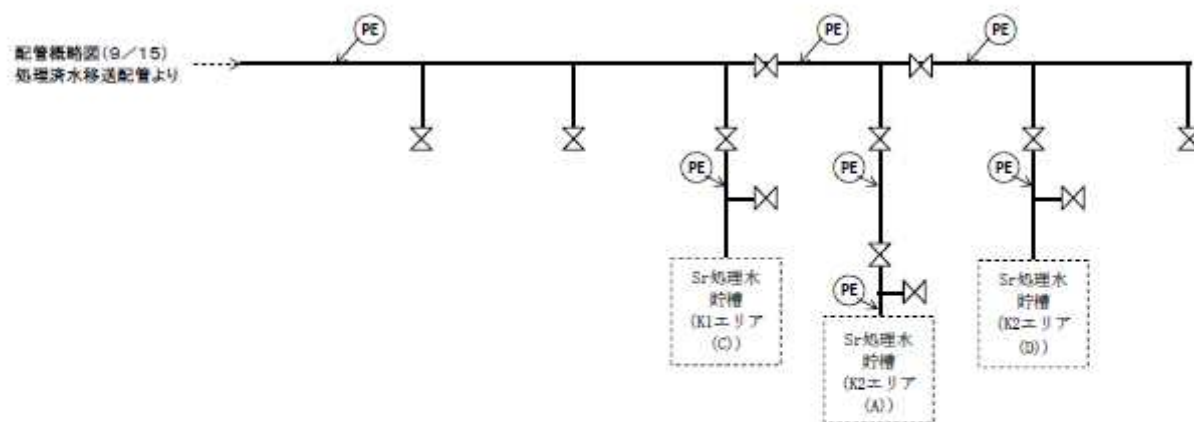 PE
PE
PE
配管概略図(9／15)
処理済水移送配管より
PE
PE
PE
Sr処理水
貯槽
(K1エリア
(C))
PE
Sr処理水
貯槽
(K2エリア
(A))
Sr処理水
貯槽
(K2エリア
(D))